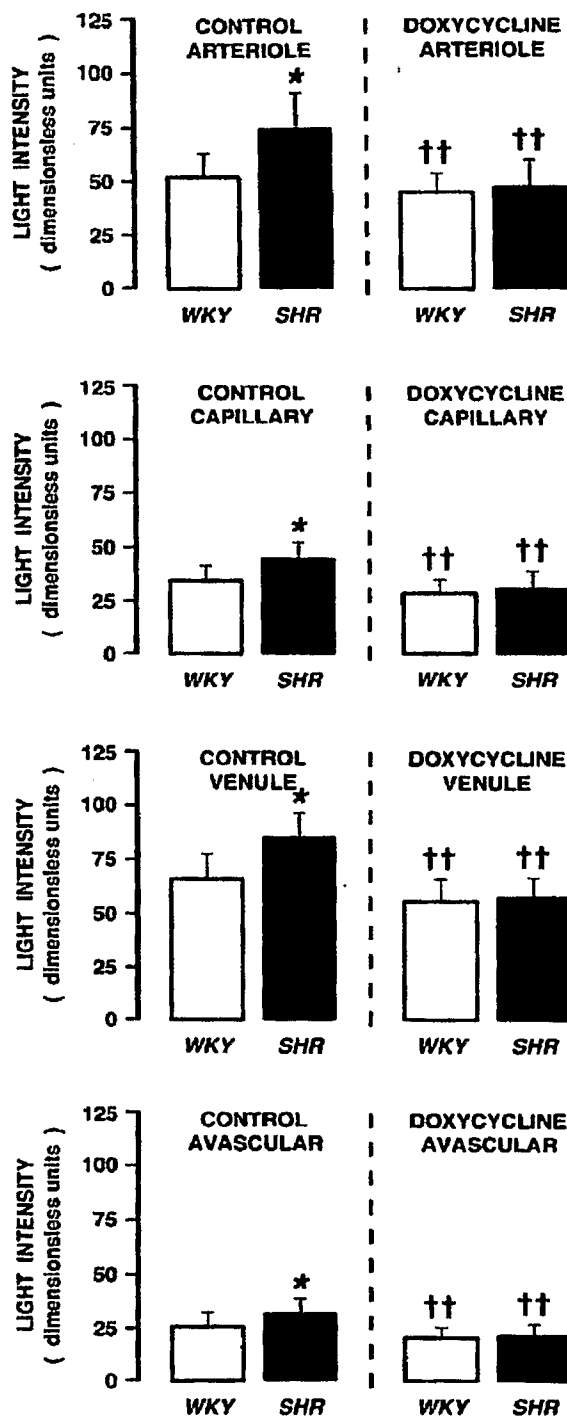 LIGHT INTENSITY
( dimensionless units )
125
100
75
50
25
0
CONTROL
ARTERIOLE
*
WKY SHR
DOXYCYCLINE
ARTERIOLE
†† ††
WKY SHR
LIGHT INTENSITY
( dimensionless units )
125
100
75
50
25
0
CONTROL
CAPILLARY
*
WKY SHR
DOXYCYCLINE
CAPILLARY
†† ††
WKY SHR
LIGHT INTENSITY
( dimensionless units )
125
100
75
50
25
0
CONTROL
VENULE
*
WKY SHR
DOXYCYCLINE
VENULE
†† ††
WKY SHR
LIGHT INTENSITY
( dimensionless units )
125
100
75
50
25
0
CONTROL
AVASCULAR
*
WKY SHR
DOXYCYCLINE
AVASCULAR
†† ††
WKY SHR